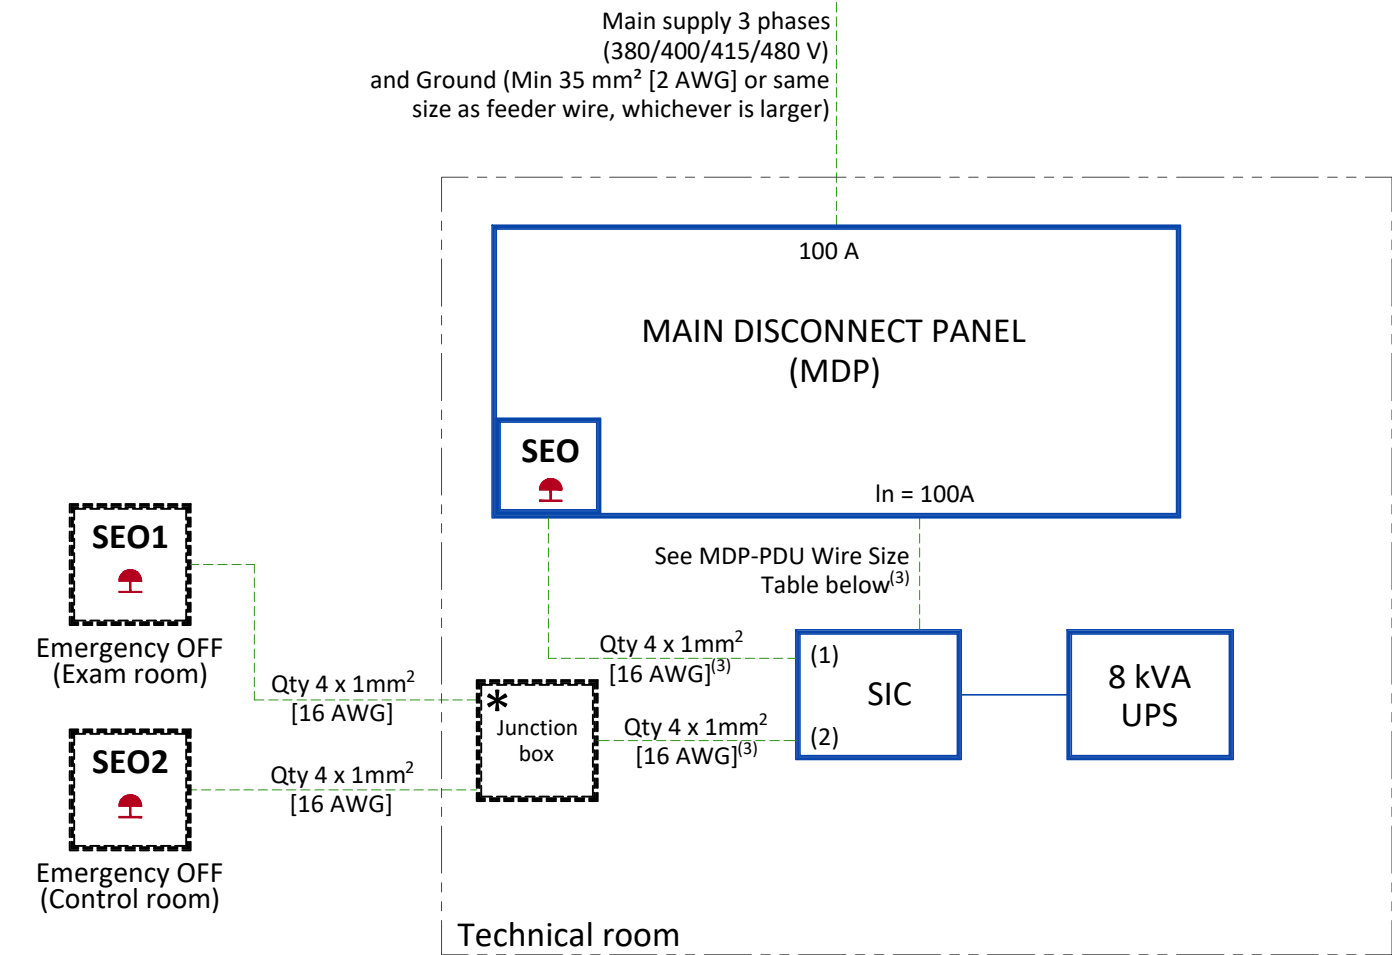 Main supply 3 phases
(380/400/415/480 V)
and Ground (Min 35 mm² [2 AWG] or same
size as feeder wire, whichever is larger)
100 A
MAIN DISCONNECT PANEL
(MDP)
SEO
In = 100A
See MDP-PDU Wire Size
Table below(3)
SEO1
Emergency OFF
(Exam room)
Qty 4 x 1mm²
[16 AWG]
Qty 4 x 1mm²
[16 AWG](3)
(1)
SIC
(2)
8 kVA
UPS
*
Junction
box
Qty 4 x 1mm²
[16 AWG](3)
SEO2
Emergency OFF
(Control room)
Qty 4 x 1mm²
[16 AWG]
Technical room